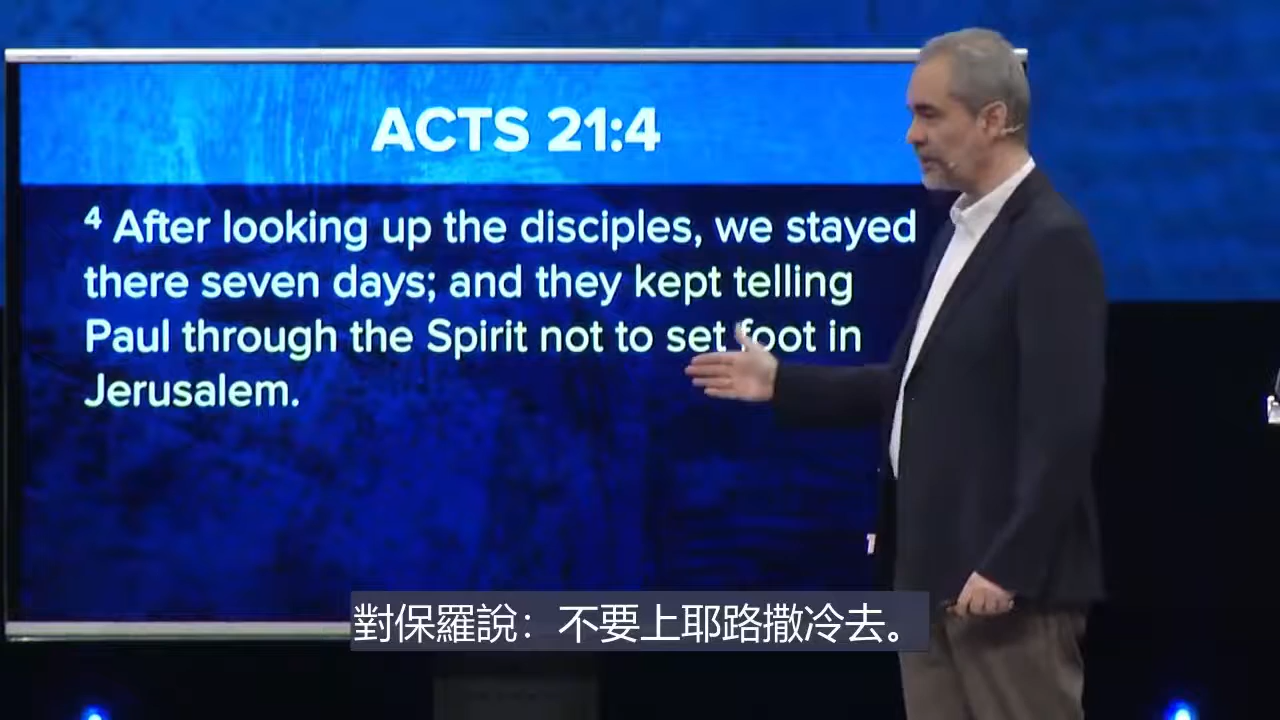 ACTS 21:4
4 After looking up the disciples, we stayed
there seven days; and they kept telling
Paul through the Spirit not to set foot in
Jerusalem.
對保羅說：不要上耶路撒冷去。